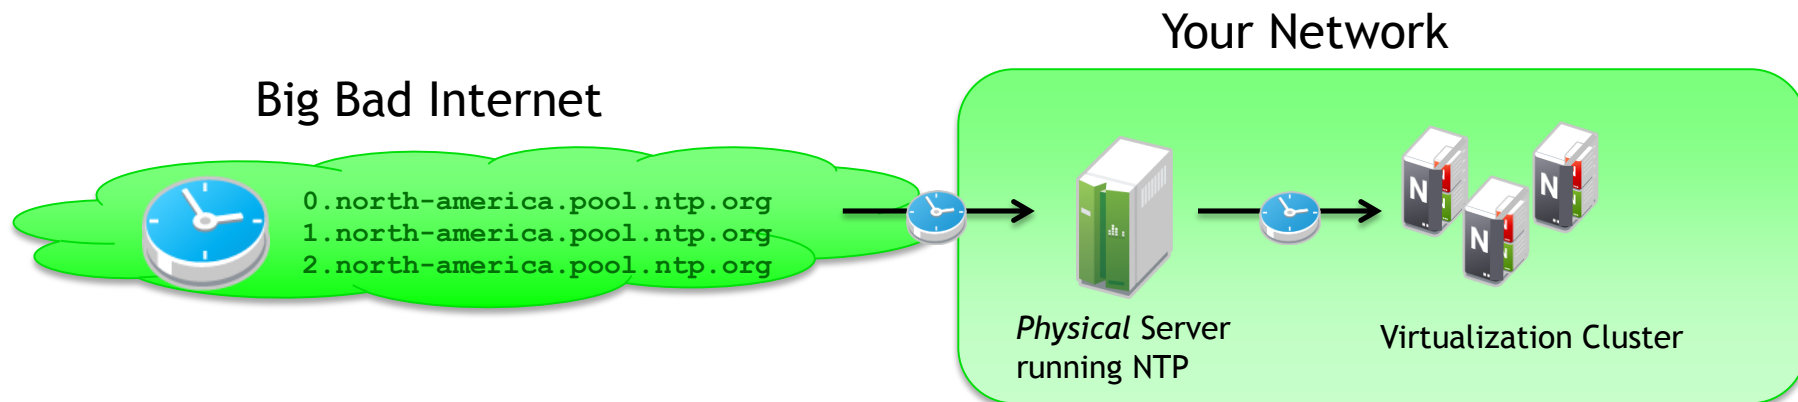 Your Network
Big Bad Internet
0.north-america.pool.ntp.org
1.north-america.pool.ntp.org
2.north-america.pool.ntp.org
N
N
N
Physical Server
running NTP
Virtualization Cluster